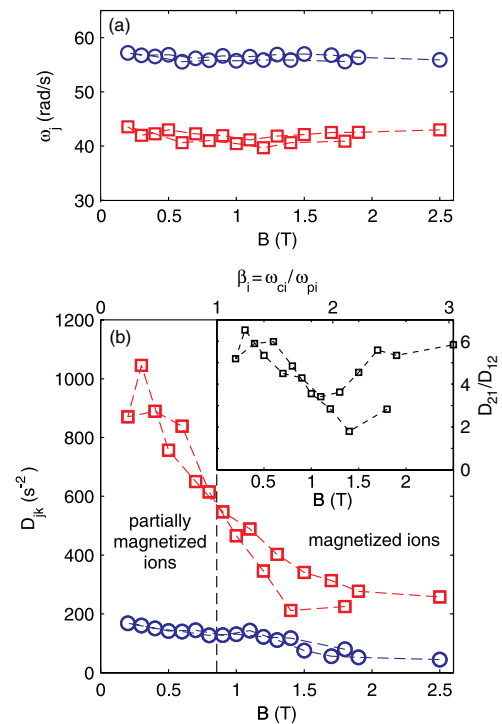 (a)
60
50
40
30
ω_j (rad/s)
0 0.5 1 1.5 2 2.5
B (T)
β_i = ω_ci/ω_pi
0 1 2 3
(b)
1200
1000
800
600
400
200
0
D_jk (s^-2)
partially
magnetized
ions
magnetized ions
6
4
2
D_21/D_12
0.5 1 1.5 2
B (T)
0 0.5 1 1.5 2 2.5
B (T)